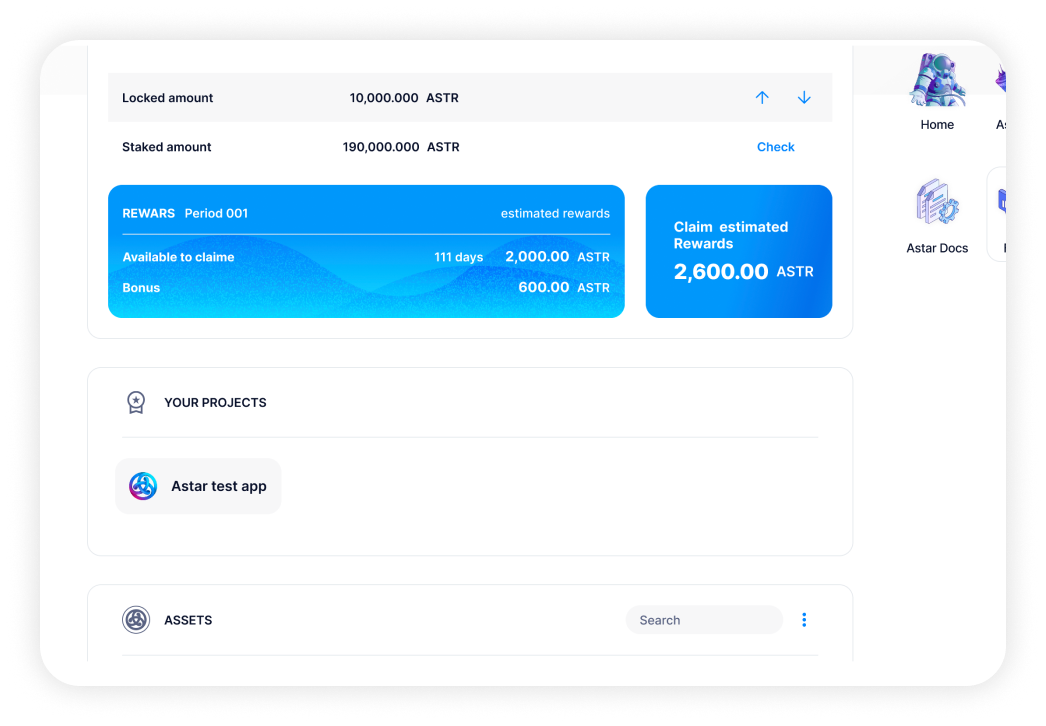 Locked amount 10,000.000 ASTR
Staked amount 190,000.000 ASTR Check
REWARS Period 001 estimated rewards
Available to claime 111 days 2,000.00 ASTR
Bonus 600.00 ASTR
Claim estimated
Rewards
2,600.00 ASTR
Home
Astar Docs
YOUR PROJECTS
Astar test app
ASSETS Search